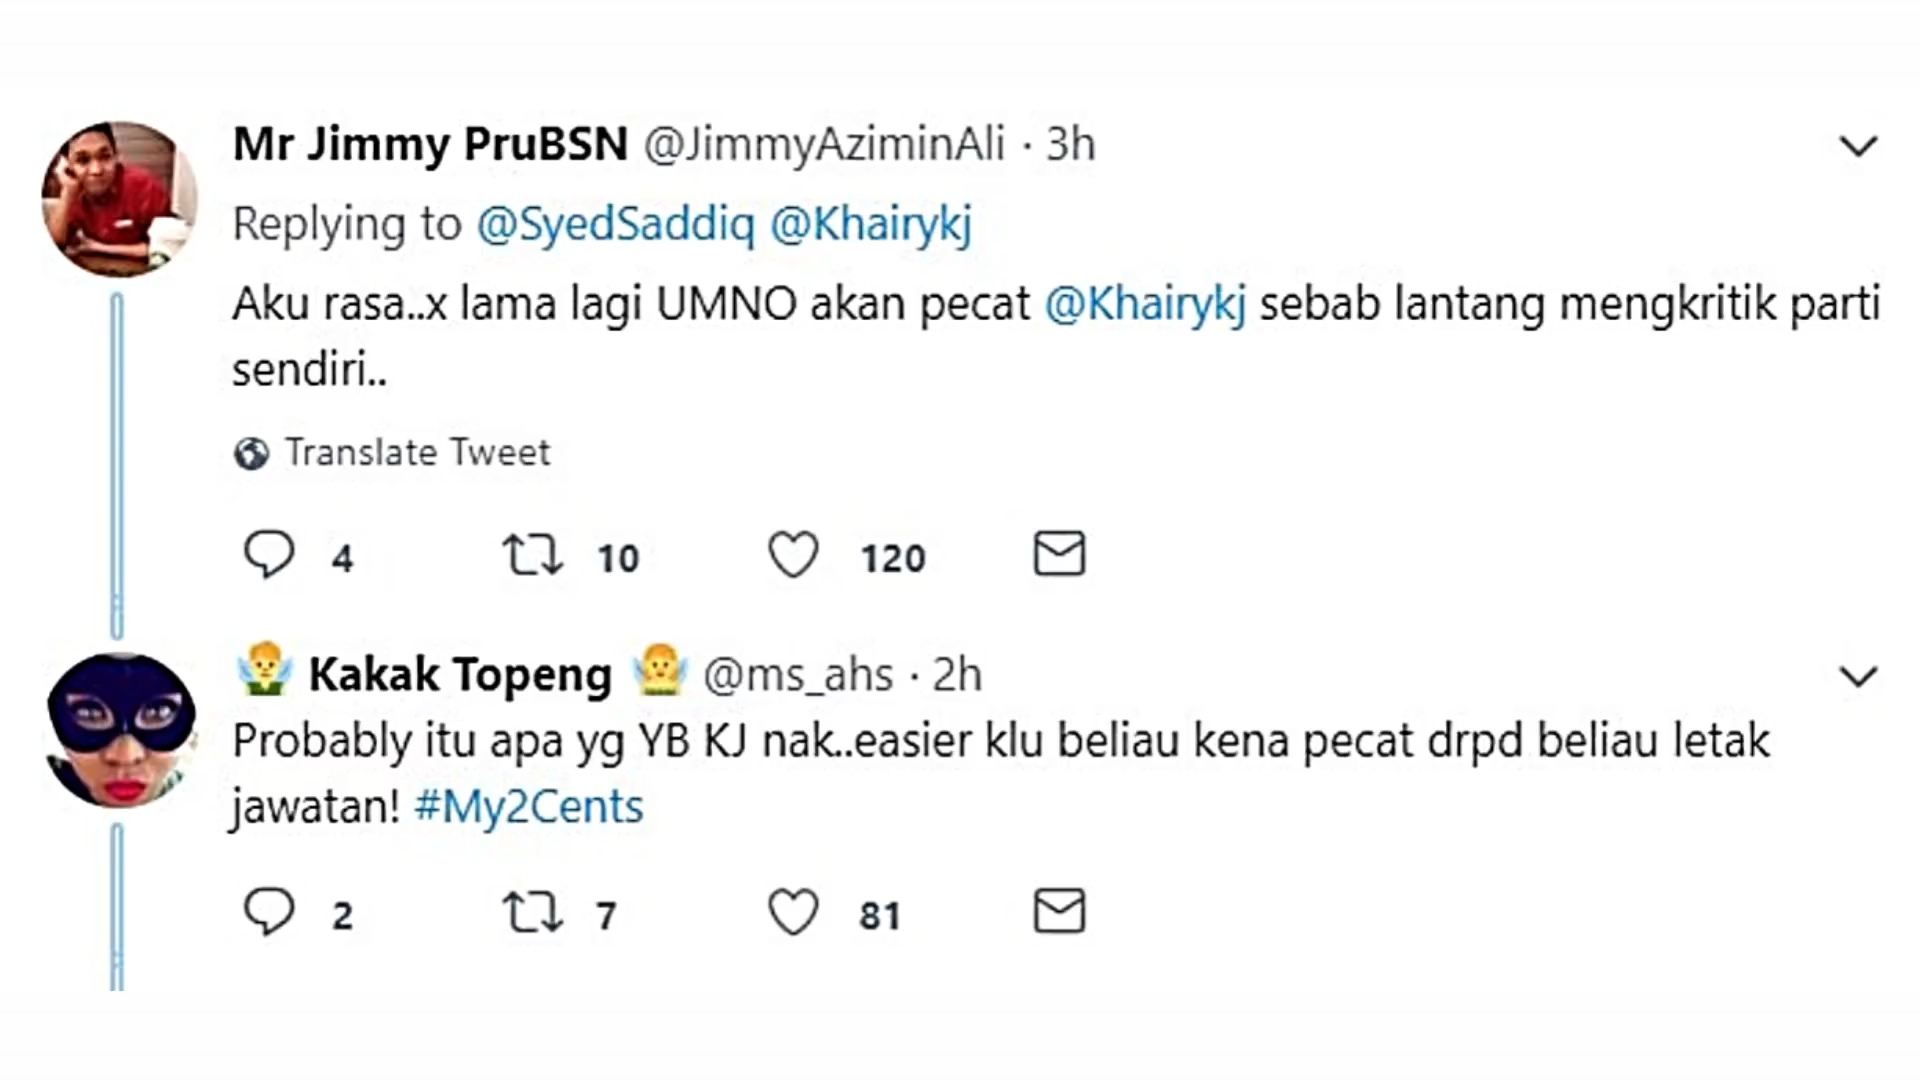 Mr Jimmy PruBSN @JimmyAziminAli · 3h
Replying to @SyedSaddiq @Khairykj
Aku rasa..x lama lagi UMNO akan pecat @Khairykj sebab lantang mengkritik parti
sendiri..
Translate Tweet
4 10 120
Kakak Topeng @ms_ahs · 2h
Probably itu apa yg YB KJ nak..easier klu beliau kena pecat drpd beliau letak
jawatan! #My2Cents
2 7 81